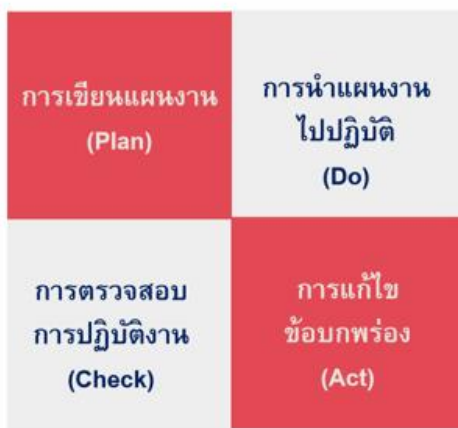 การเขียนแผนงาน
(Plan)
การนำแผนงาน
ไปปฏิบัติ
(Do)
การตรวจสอบ
การปฏิบัติงาน
(Check)
การแก้ไข
ข้อบกพร่อง
(Act)